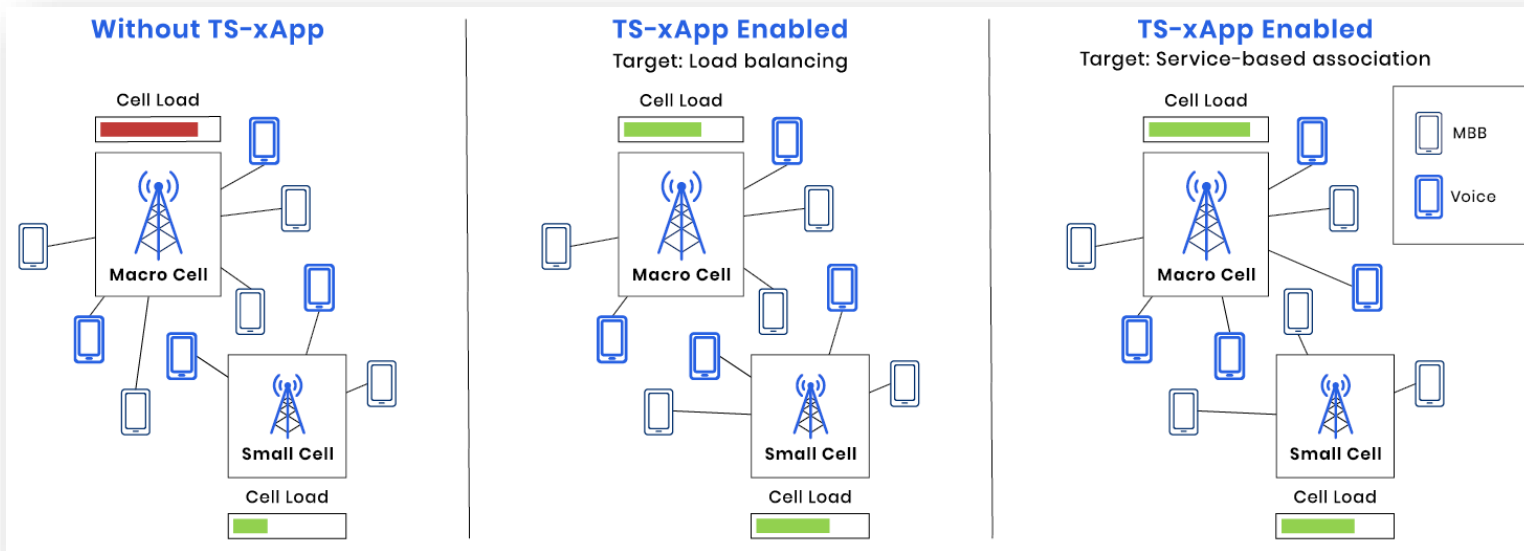 Without TS-xApp
Cell Load
Macro Cell
Small Cell
Cell Load
TS-xApp Enabled
Target: Load balancing
Cell Load
Macro Cell
Small Cell
Cell Load
TS-xApp Enabled
Target: Service-based association
Cell Load
Macro Cell
Small Cell
Cell Load
MBB
Voice